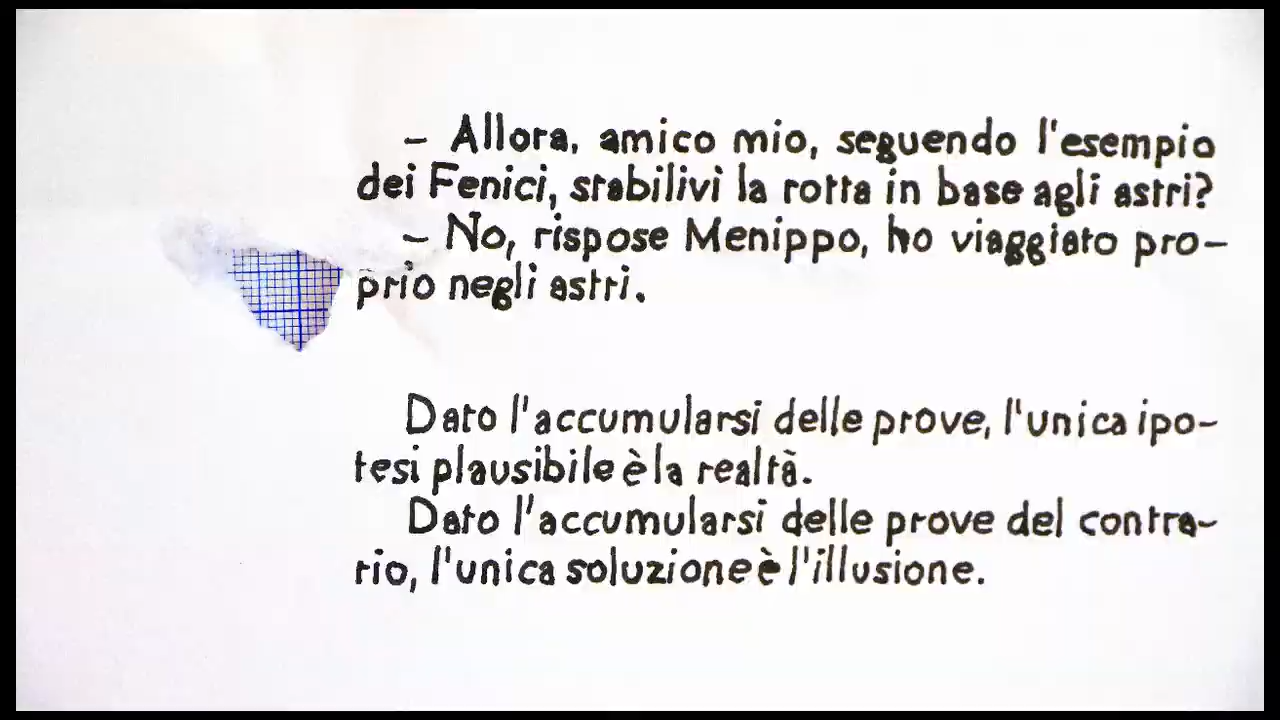 – Allora, amico mio, seguendo l'esempio
dei Fenici, stabilivi la rotta in base agli astri?
– No, rispose Menippo, ho viaggiato pro–
prio negli astri.
Dato l'accumularsi delle prove, l'unica ipo–
tesi plausibile è la realtà.
Dato l'accumularsi delle prove del contra–
rio, l'unica soluzione è l'illusione.